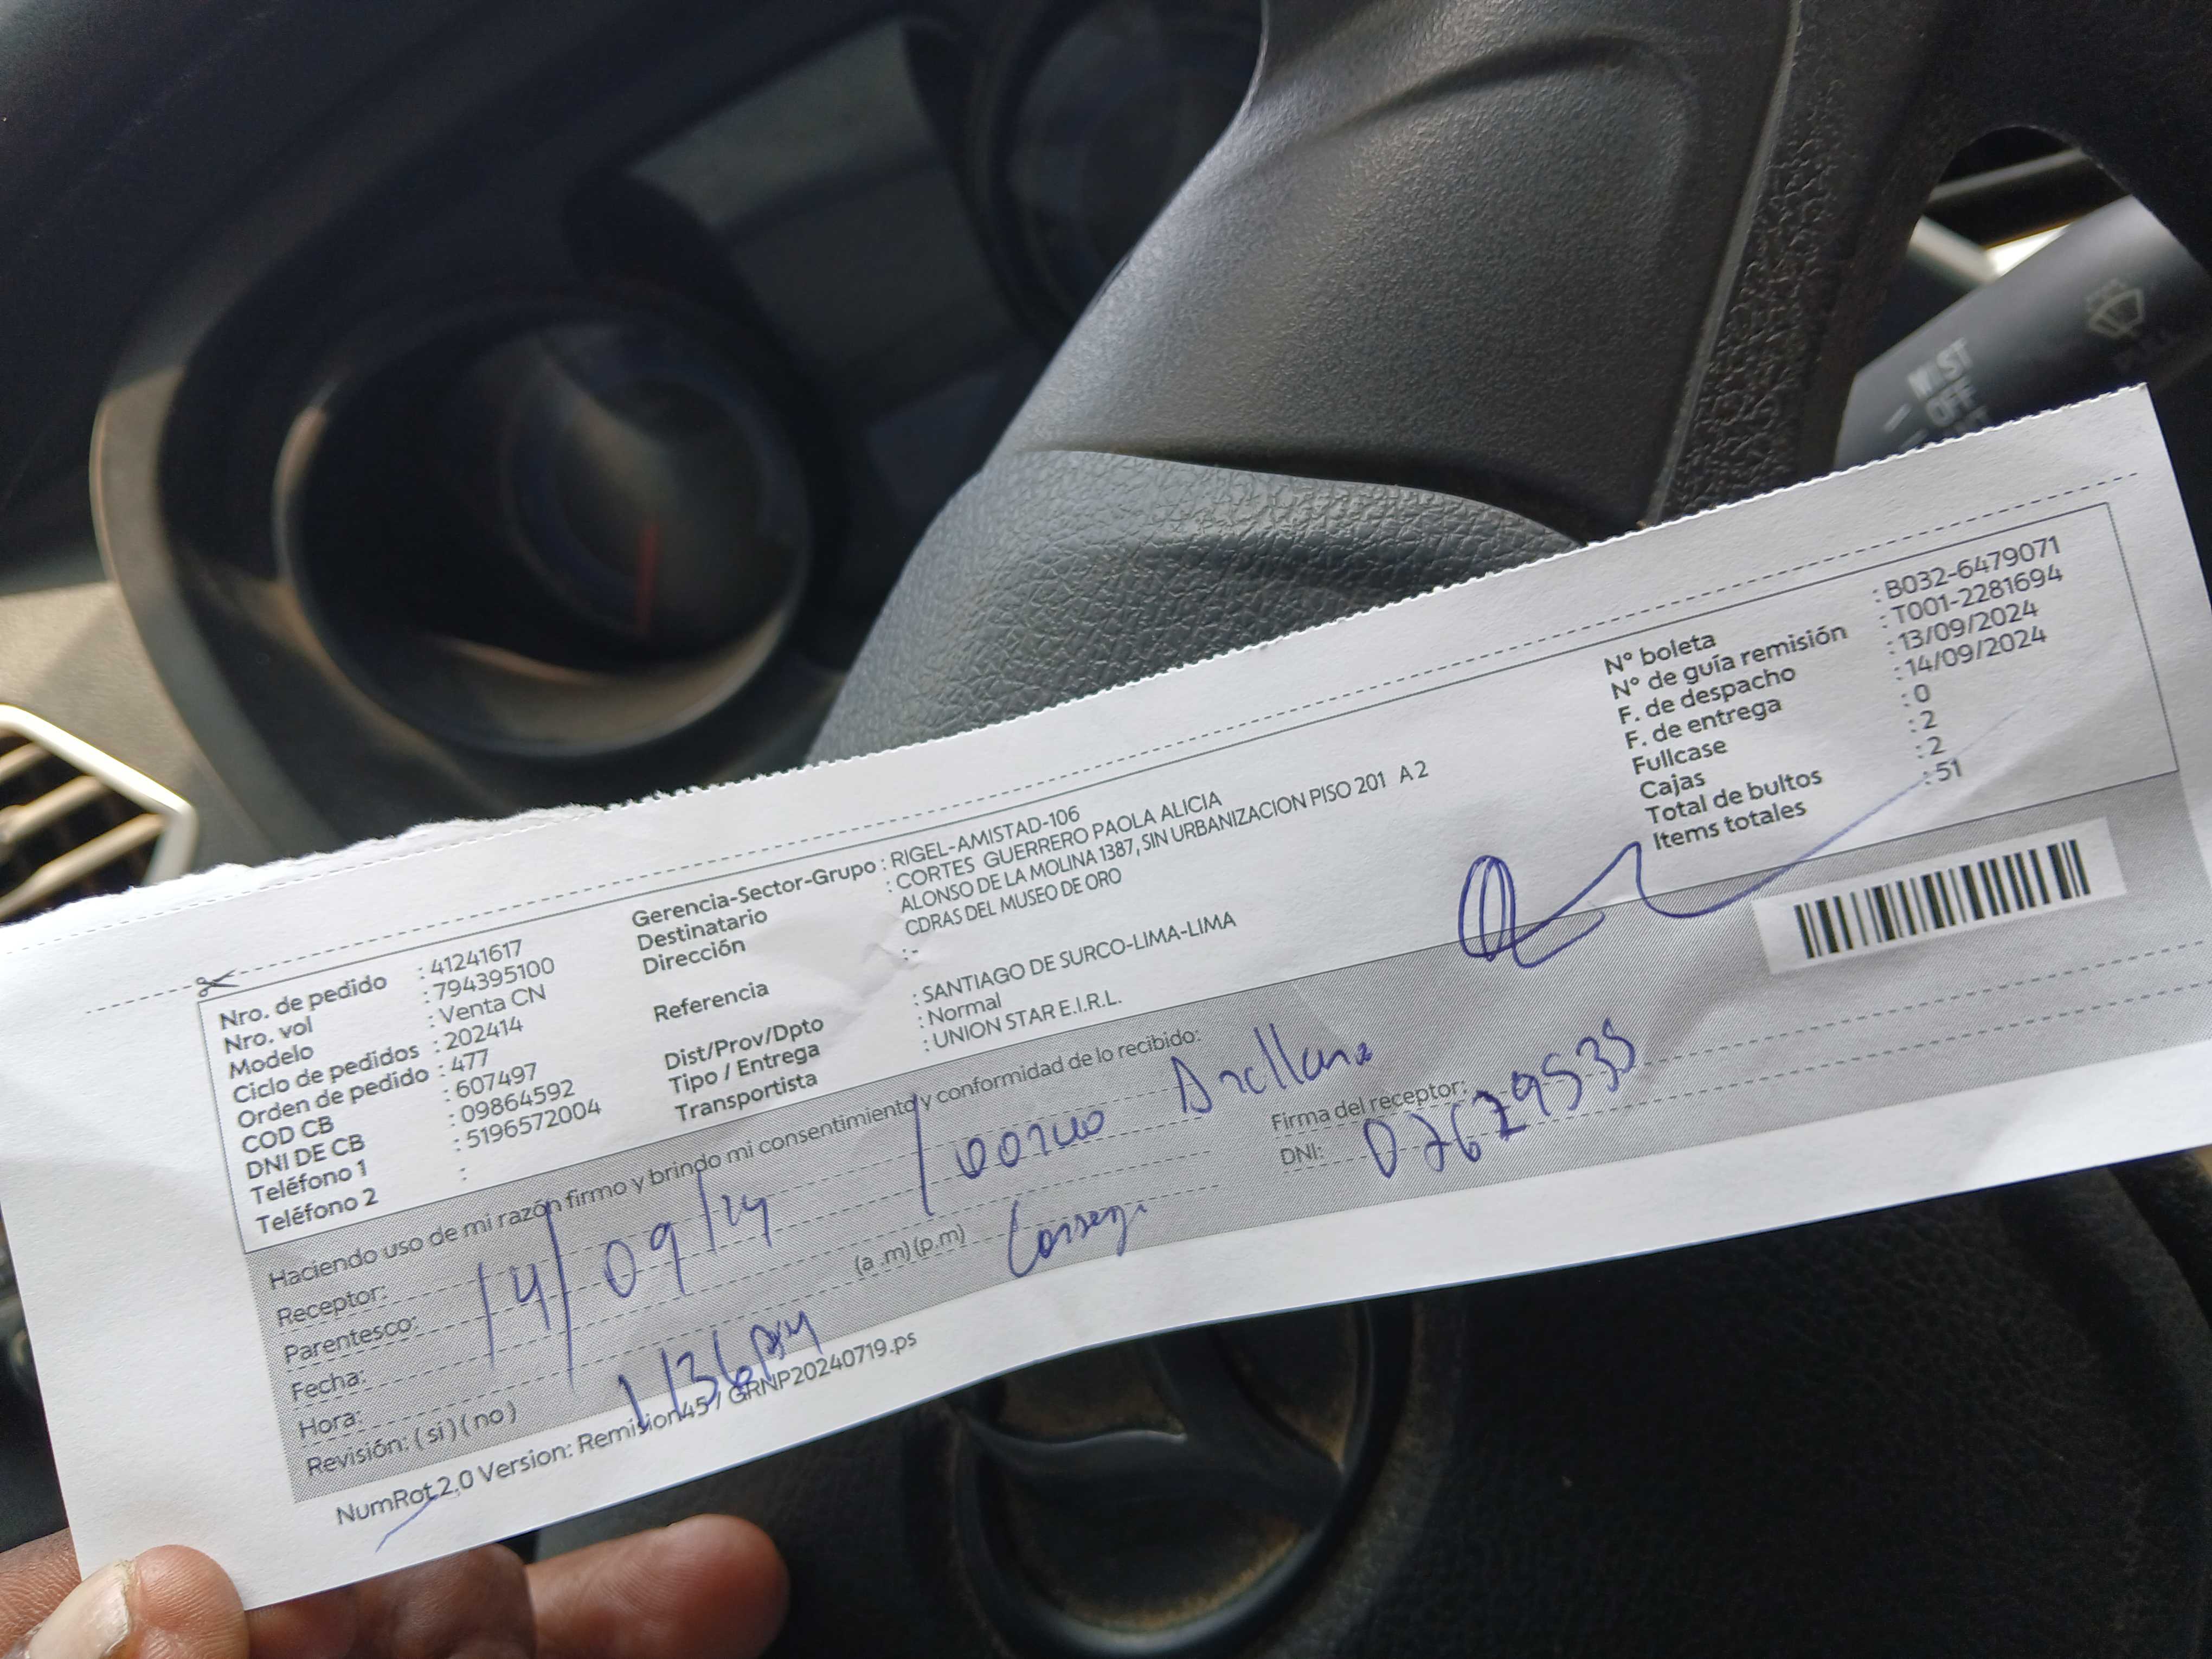 MIST
OFF
Nro. de pedido : 41241617
Nro. vol : 794395100
Modelo : Venta CN
Ciclo de pedidos : 202414
Orden de pedido : 477
COD CB : 607497
DNI DE CB : 09864592
Teléfono 1 : 5196572004
Teléfono 2 :
Gerencia-Sector-Grupo : RIGEL-AMISTAD-106
Destinatario : CORTES GUERRERO PAOLA ALICIA
Dirección ALONSO DE LA MOLINA 1387, SIN URBANIZACION PISO 201 A 2
CDRAS DEL MUSEO DE ORO
Referencia :-
Dist/Prov/Dpto : SANTIAGO DE SURCO-LIMA-LIMA
Tipo / Entrega : Normal
Transportista : UNION STAR E.I.R.L.
N° boleta : B032-6479071
N° de guía remisión : T001-2281694
F. de despacho : 13/09/2024
F. de entrega : 14/09/2024
Fullcase : 0
Cajas : 2
Total de bultos : 2
Items totales : 51
Haciendo uso de mi razón firmo y brindo mi consentimiento y conformidad de lo recibido:
Receptor: Arellano
Parentesco:
Fecha: 14/09/24
Hora: (a .m) (p.m)
Revisión: ( si ) ( no ) 1136pm
Firma del receptor:
DNI: 07629535
NumRot 2.0 Version: Remision45 / GRNP20240719.ps